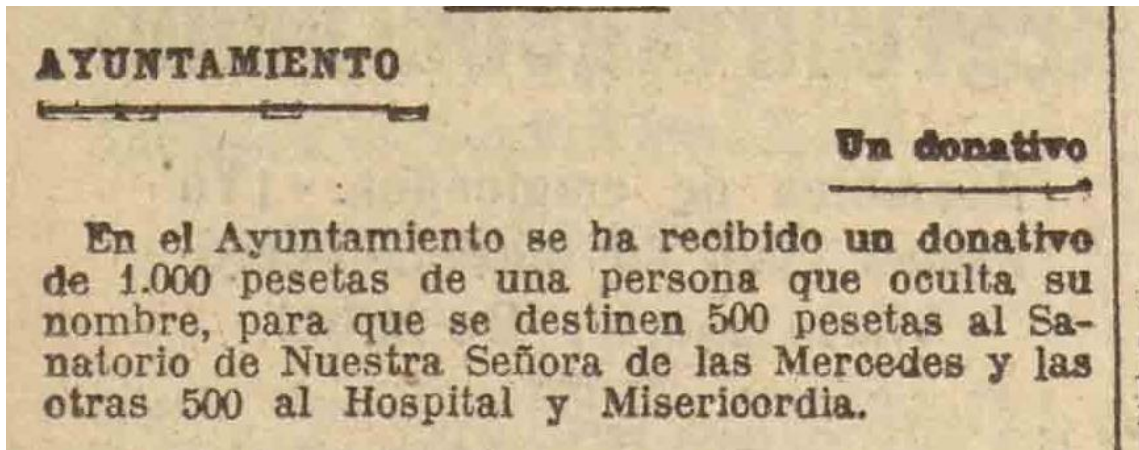 AYUNTAMIENTO
Un donativo
En el Ayuntamiento se ha recibido un donativo
de 1.000 pesetas de una persona que oculta su
nombre, para que se destinen 500 pesetas al Sa-
natorio de Nuestra Señora de las Mercedes y las
otras 500 al Hospital y Misericordia.